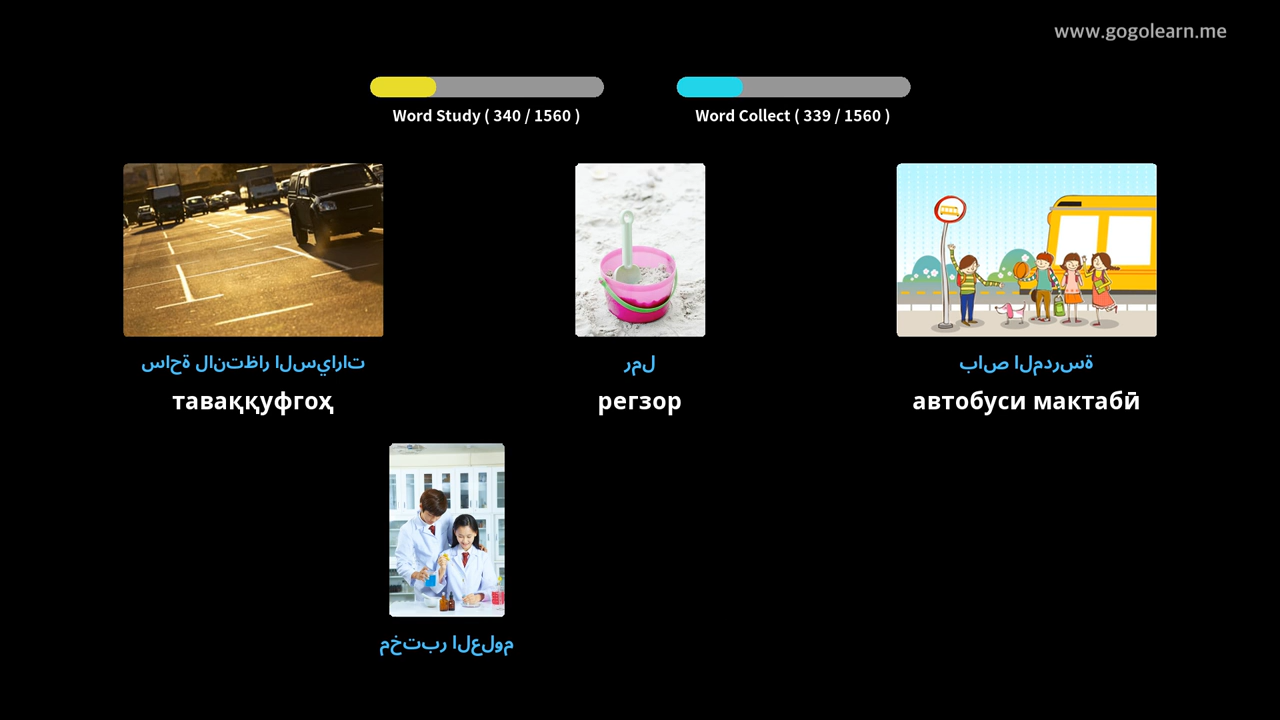 www.gogolearn.me
Word Study ( 340 / 1560 )
Word Collect ( 339 / 1560 )
ساحة لانتظار السيارات
таваққуфгоҳ
رمل
регзор
باص المدرسة
автобуси мактабӣ
مختبر العلوم